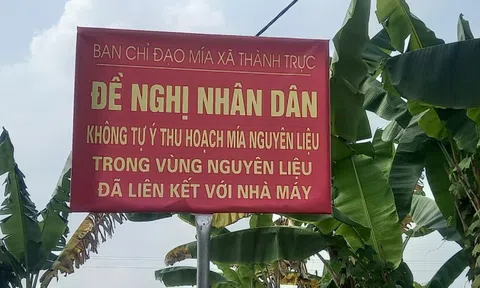 BAN CHỈ ĐẠO MÍA XÃ THÀNH TRỰC
ĐỀ NGHỊ NHÂN DÂN
KHÔNG TỰ Ý THU HOẠCH MÍA NGUYÊN LIỆU
TRONG VÙNG NGUYÊN LIỆU
ĐÃ LIÊN KẾT VỚI NHÀ MÁY